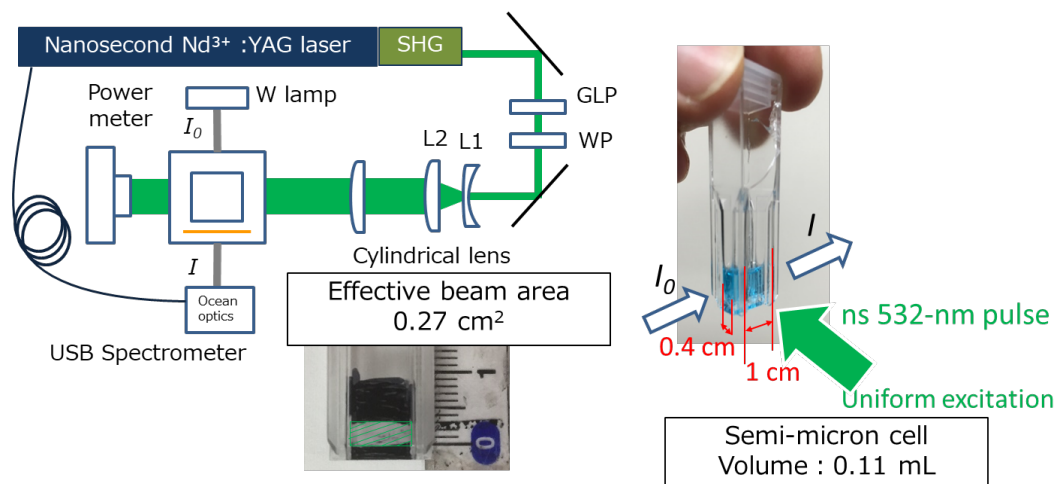 Nanosecond Nd³⁺ :YAG laser
SHG
Power
meter
W lamp
I₀
GLP
WP
L2
L1
I
Ocean
optics
USB Spectrometer
Cylindrical lens
Effective beam area
0.27 cm²
1
0
I₀
I
0.4 cm
1 cm
ns 532-nm pulse
Uniform excitation
Semi-micron cell
Volume : 0.11 mL